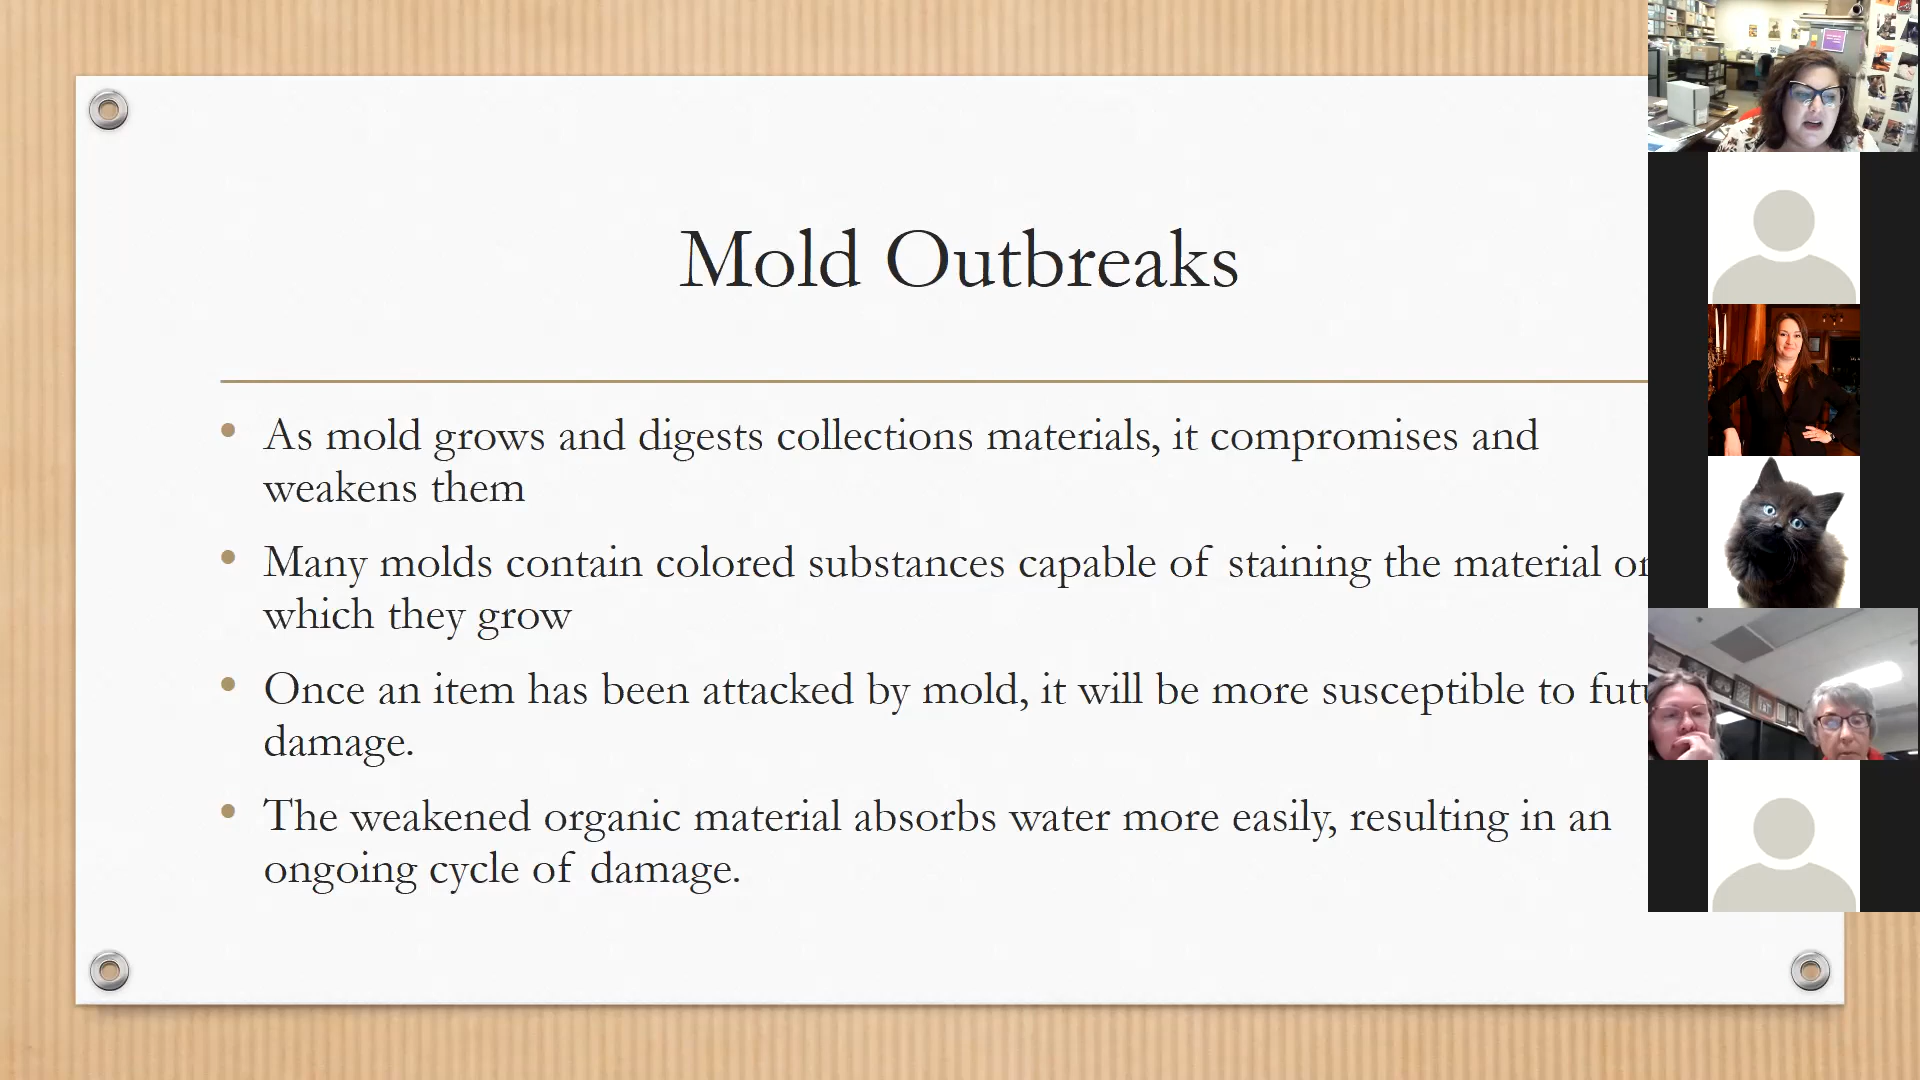 Mold Outbreaks
• As mold grows and digests collections materials, it compromises and
weakens them
• Many molds contain colored substances capable of staining the material
which they grow
• Once an item has been attacked by mold, it will be more susceptible to
damage.
• The weakened organic material absorbs water more easily, resulting in an
ongoing cycle of damage.